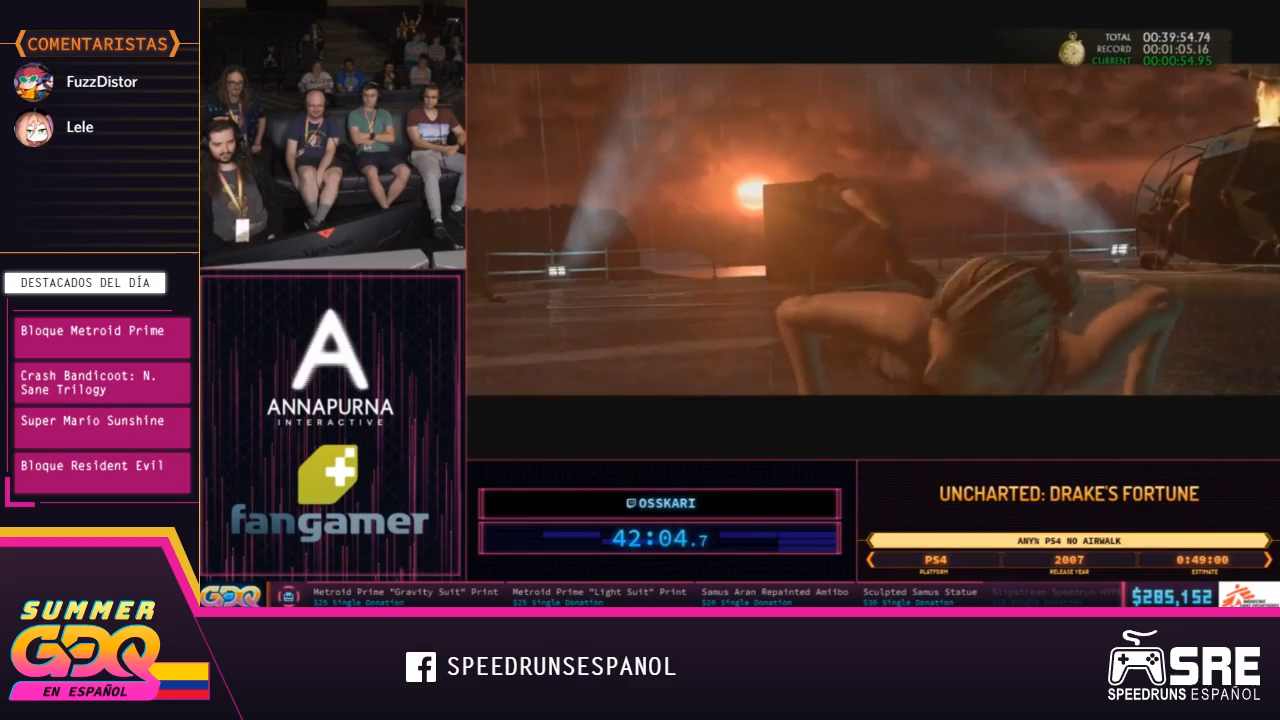 COMENTARISTAS
FuzzDistor
Lele
DESTACADOS DEL DÍA
Bloque Metroid Prime
Crash Bandicoot: N.
Sane Trilogy
Super Mario Sunshine
Bloque Resident Evil
SUMMER
GDQ
EN ESPAÑOL
ViewSonic
A
ANNAPURNA
INTERACTIVE
fangamer
TOTAL 00:39:54.74
RECORD 00:01:05.16
CURRENT 00:00:54.95
OSSKARI
42:04.7
UNCHARTED: DRAKE'S FORTUNE
ANY% PS4 NO AIRWALK
PS4 2007 0:49:00
PLATFORM RELEASE YEAR ESTIMATE
GDQ
Metroid Prime "Gravity Suit" Print
$25 Single Donation
Metroid Prime "Light Suit" Print
$25 Single Donation
Samus Aran Repainted Amiibo
$20 Single Donation
Sculpted Samus Statue
$30 Single Donation
$285,152
SPEEDRUNSESPANOL
SRE
SPEEDRUNS ESPAÑOL